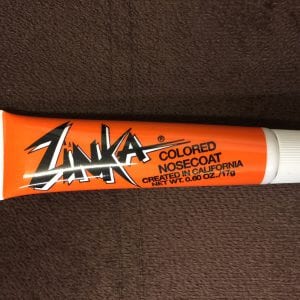 ZINKA®
COLORED
NOSECOAT
CREATED IN CALIFORNIA
NET WT. 0.60 OZ./17g